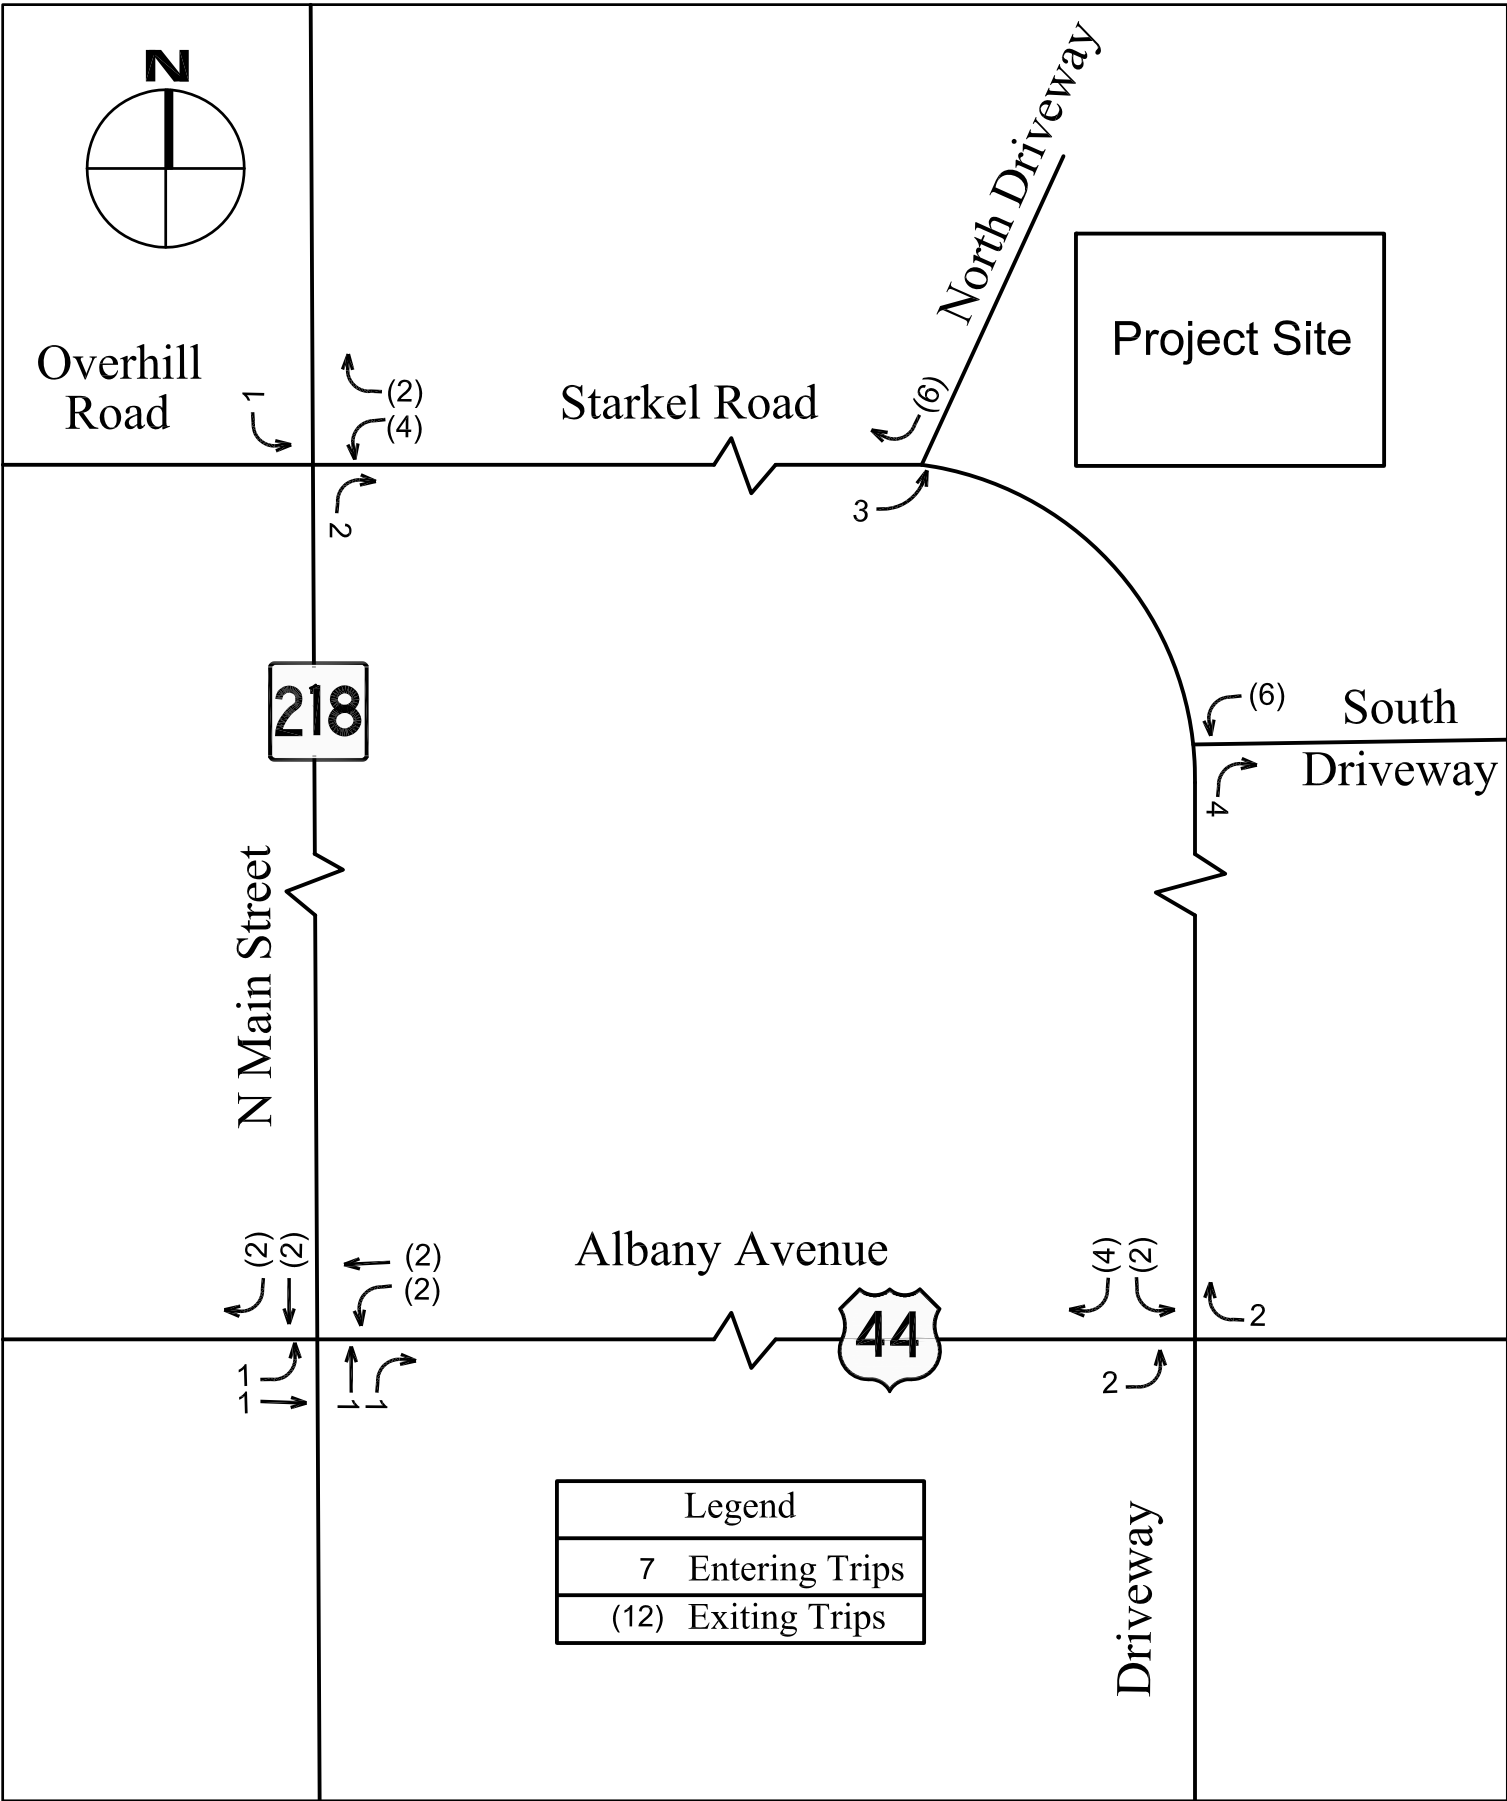 N
North Driveway
Project Site
Overhill
Road
1
(2)
(4)
Starkel Road
(6)
2
3
218
(6)
South
Driveway
4
N Main Street
(2)
(2)
(2)
(2)
Albany Avenue
44
(4)
(2)
2
1
1
1
1
2
Legend
7 Entering Trips
(12) Exiting Trips
Driveway